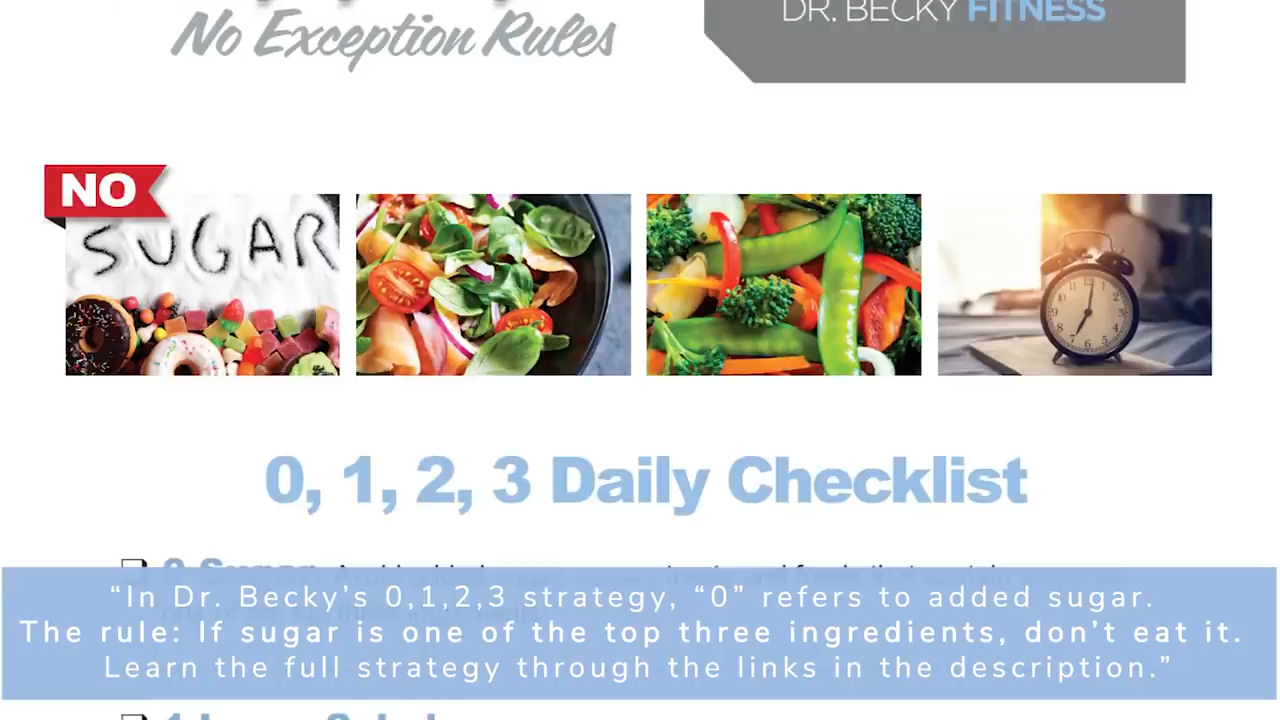 No Exception Rules
DR. BECKY FITNESS
NO
SUGAR
0, 1, 2, 3 Daily Checklist
“In Dr. Becky’s 0,1,2,3 strategy, “0” refers to added sugar.
The rule: If sugar is one of the top three ingredients, don’t eat it.
Learn the full strategy through the links in the description.”